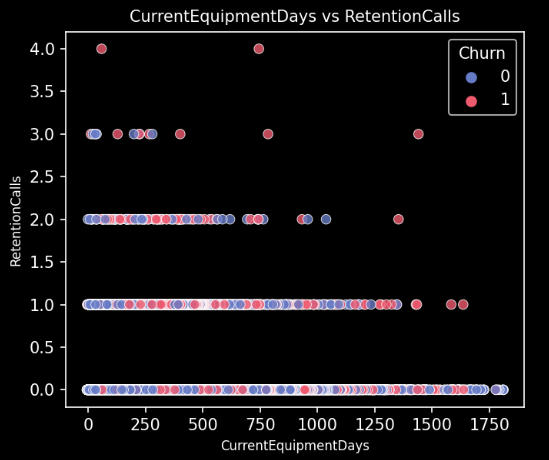 CurrentEquipmentDays vs RetentionCalls
Churn
0
1
4.0
3.5
3.0
2.5
2.0
1.5
1.0
0.5
0.0
RetentionCalls
0 250 500 750 1000 1250 1500 1750
CurrentEquipmentDays